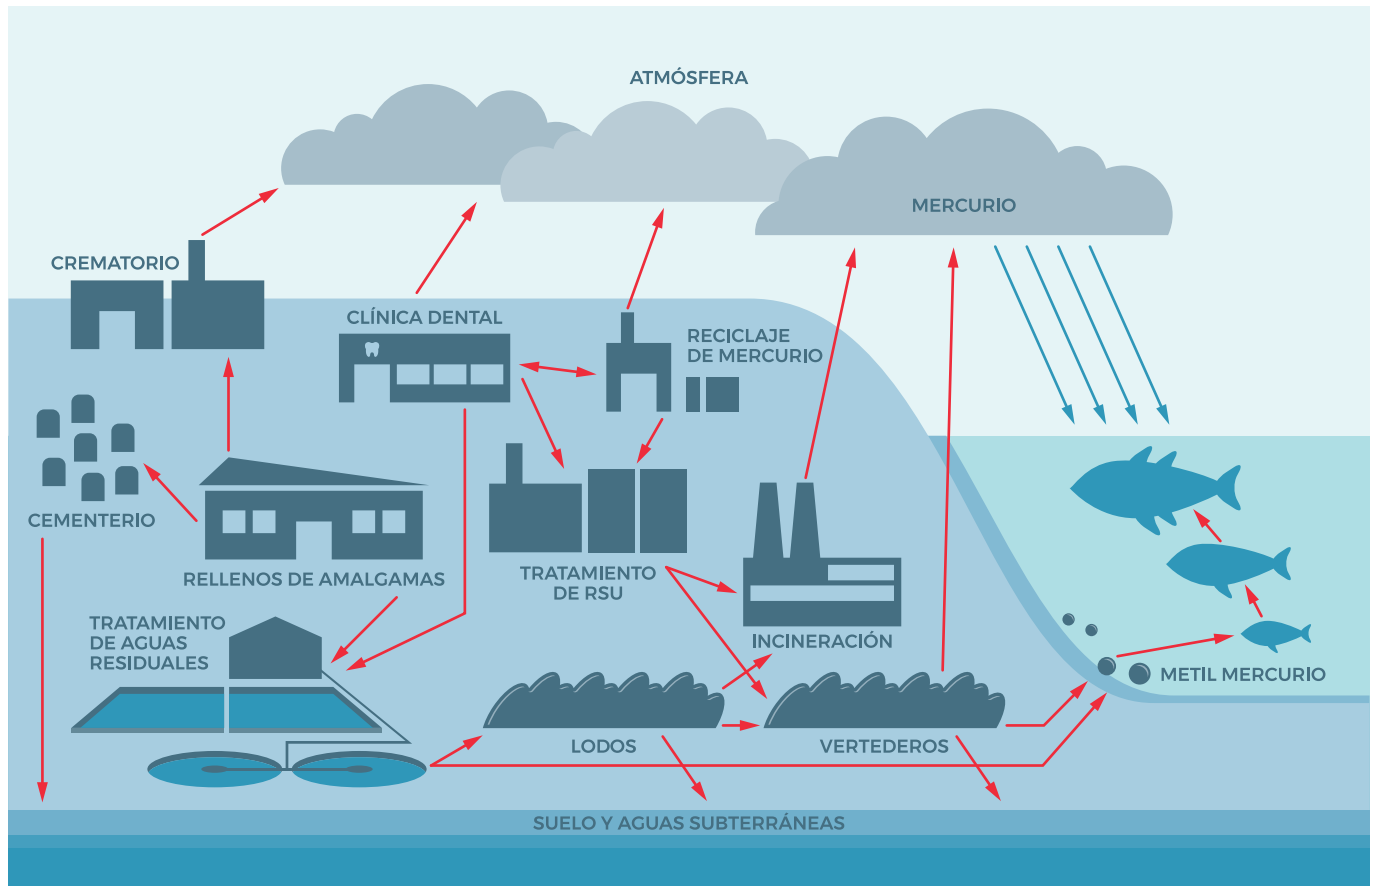 ATMÓSFERA
MERCURIO
CREMATORIO
CLÍNICA DENTAL
RECICLAJE
DE MERCURIO
CEMENTERIO
RELLENOS DE AMALGAMAS
TRATAMIENTO
DE RSU
TRATAMIENTO
DE AGUAS
RESIDUALES
INCINERACIÓN
METIL MERCURIO
LODOS
VERTEDEROS
SUELO Y AGUAS SUBTERRÁNEAS